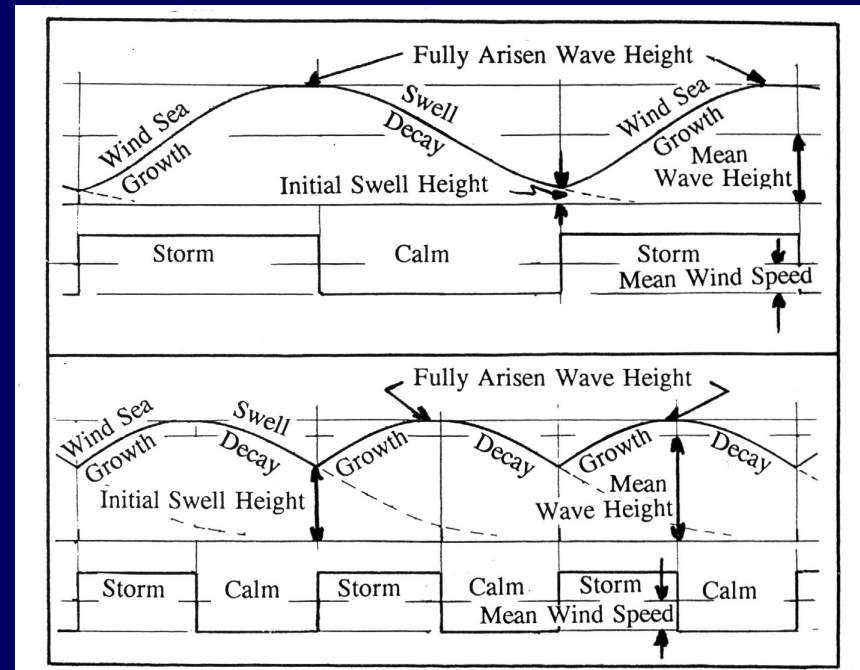 Fully Arisen Wave Height
Wind Sea
Growth
Swell
Decay
Wind Sea
Growth
Mean
Wave Height
Initial Swell Height
Storm
Calm
Storm
Mean Wind Speed
Fully Arisen Wave Height
Wind Sea
Growth
Swell
Decay
Growth
Decay
Growth
Decay
Initial Swell Height
Mean
Wave Height
Storm
Calm
Storm
Calm
Storm
Calm
Mean Wind Speed